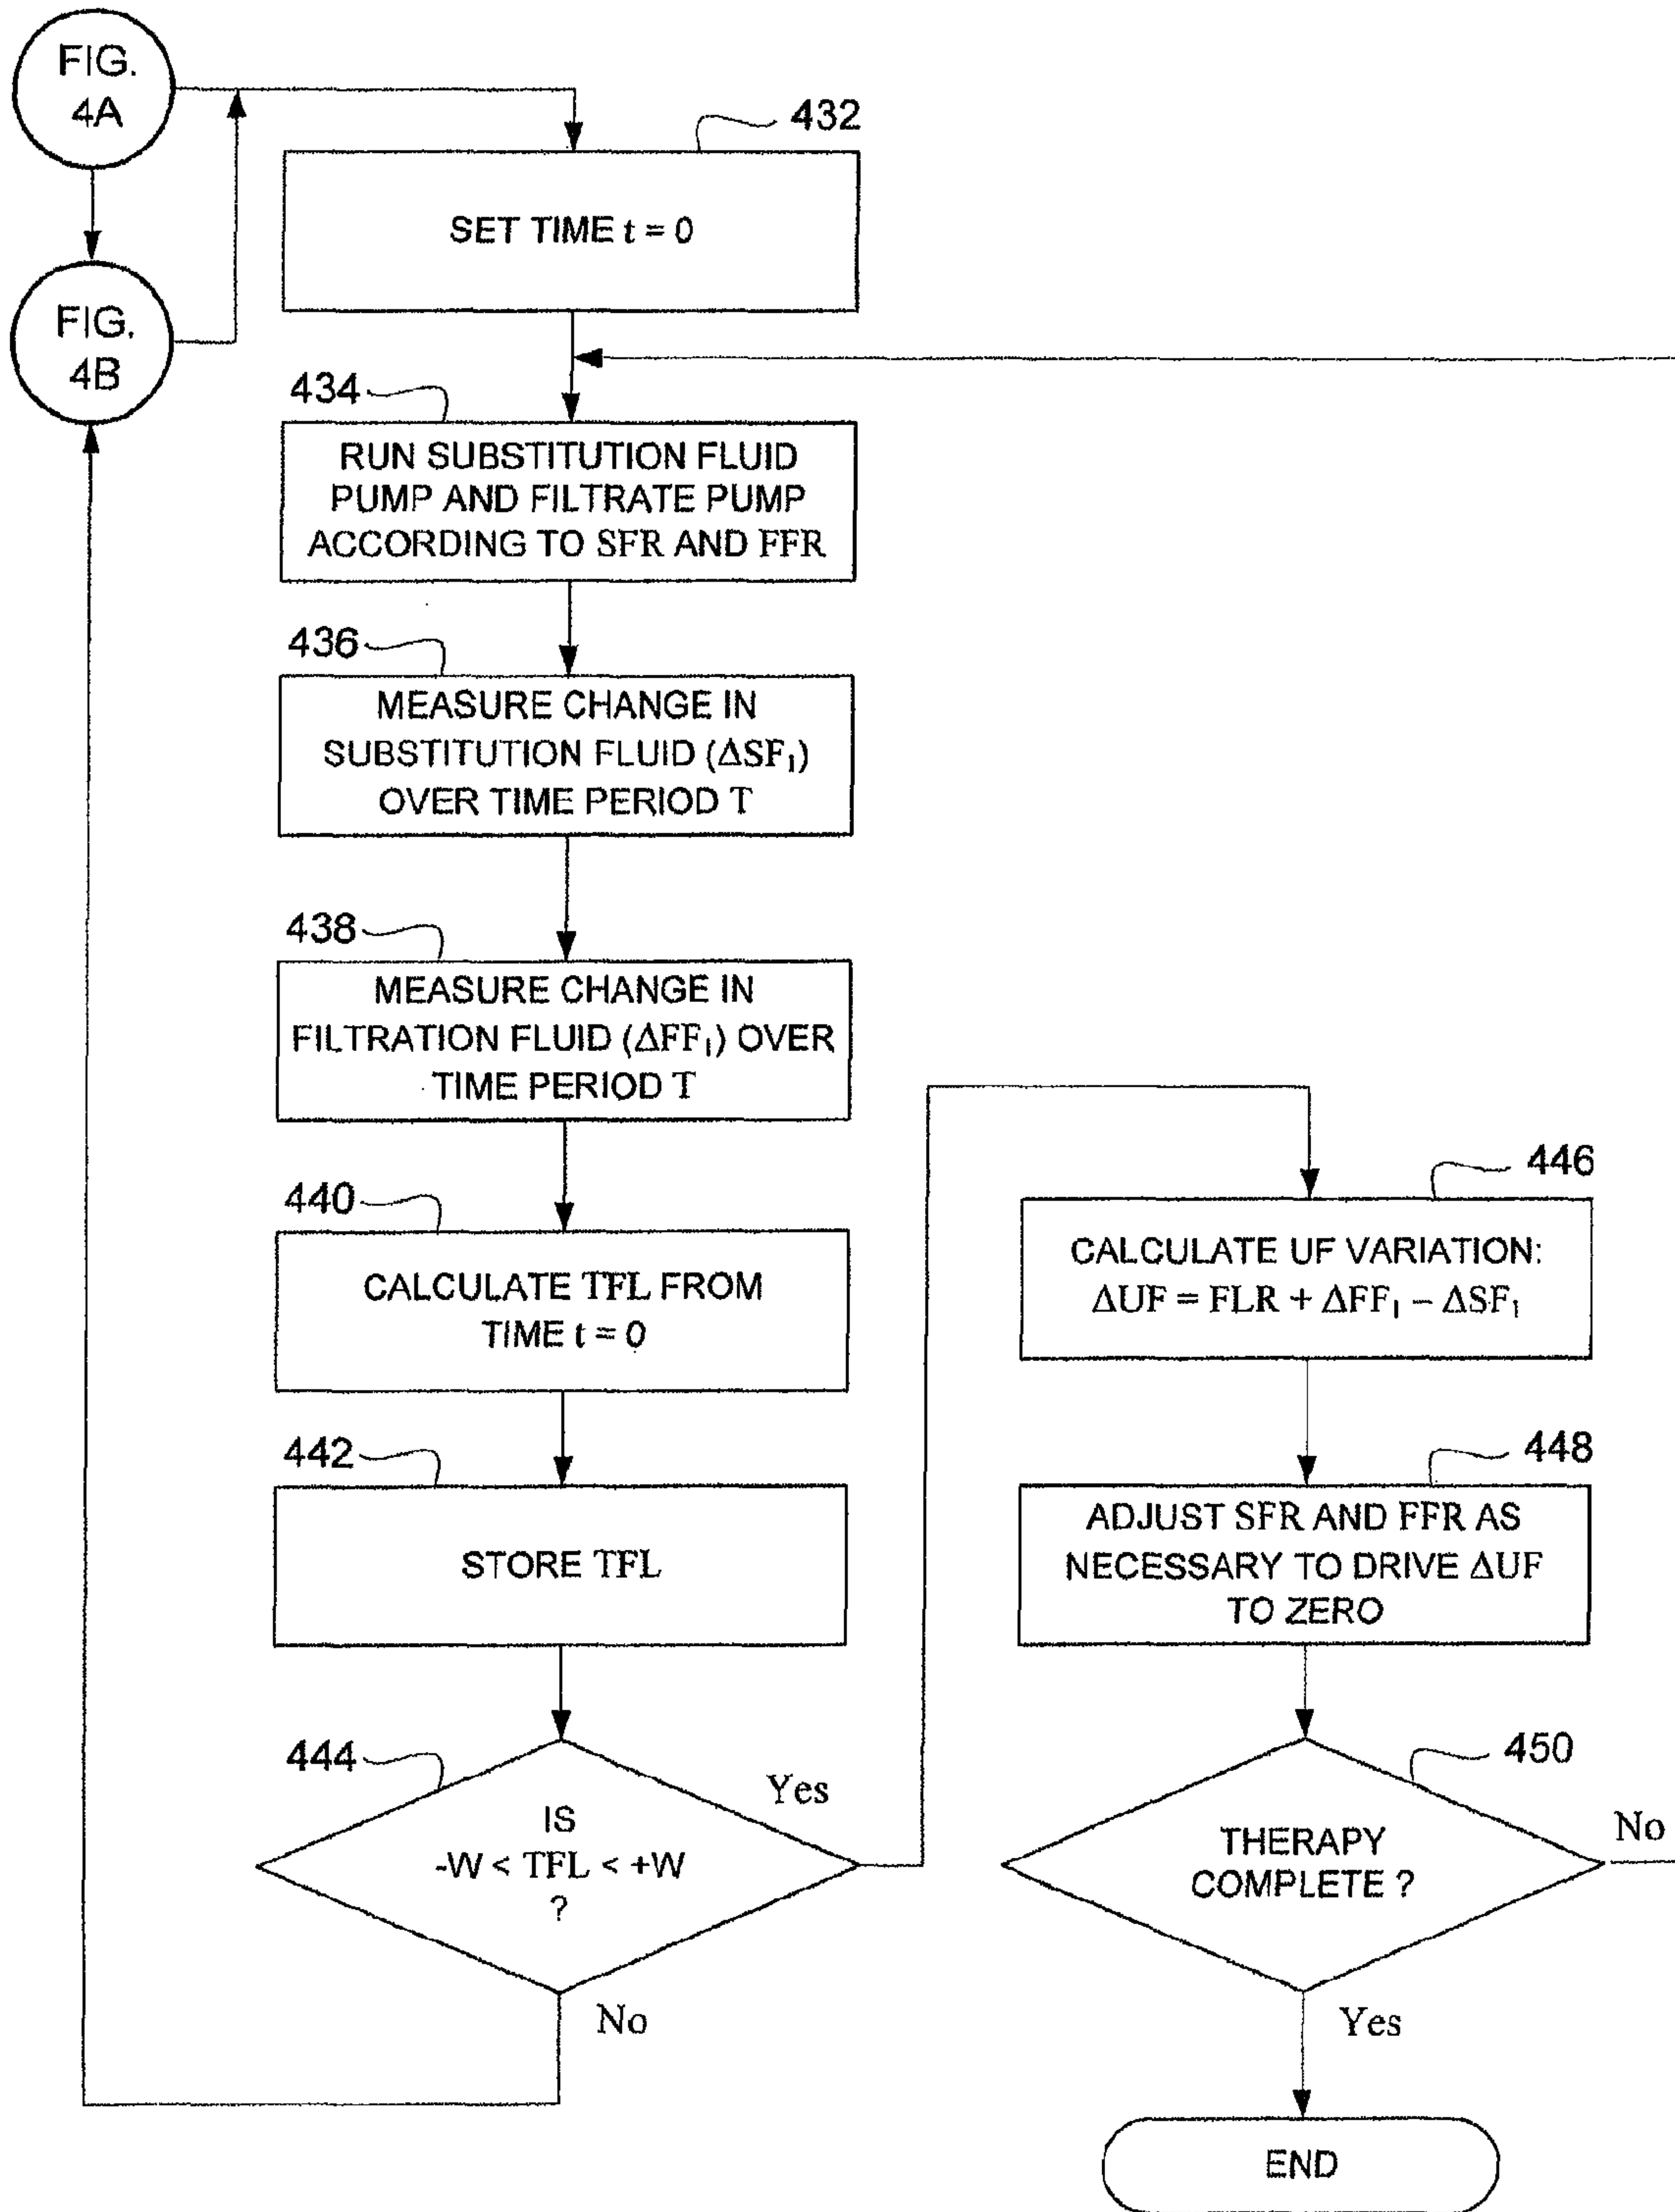 FIG.
4A
FIG.
4B
432
SET TIME t = 0
434
RUN SUBSTITUTION FLUID
PUMP AND FILTRATE PUMP
ACCORDING TO SFR AND FFR
436
MEASURE CHANGE IN
SUBSTITUTION FLUID (ΔSF₁)
OVER TIME PERIOD T
438
MEASURE CHANGE IN
FILTRATION FLUID (ΔFF₁) OVER
TIME PERIOD T
440
CALCULATE TFL FROM
TIME t = 0
442
STORE TFL
444
IS
-W < TFL < +W
?
Yes
No
446
CALCULATE UF VARIATION:
ΔUF = FLR + ΔFF₁ – ΔSF₁
448
ADJUST SFR AND FFR AS
NECESSARY TO DRIVE ΔUF
TO ZERO
450
THERAPY
COMPLETE ?
No
Yes
END